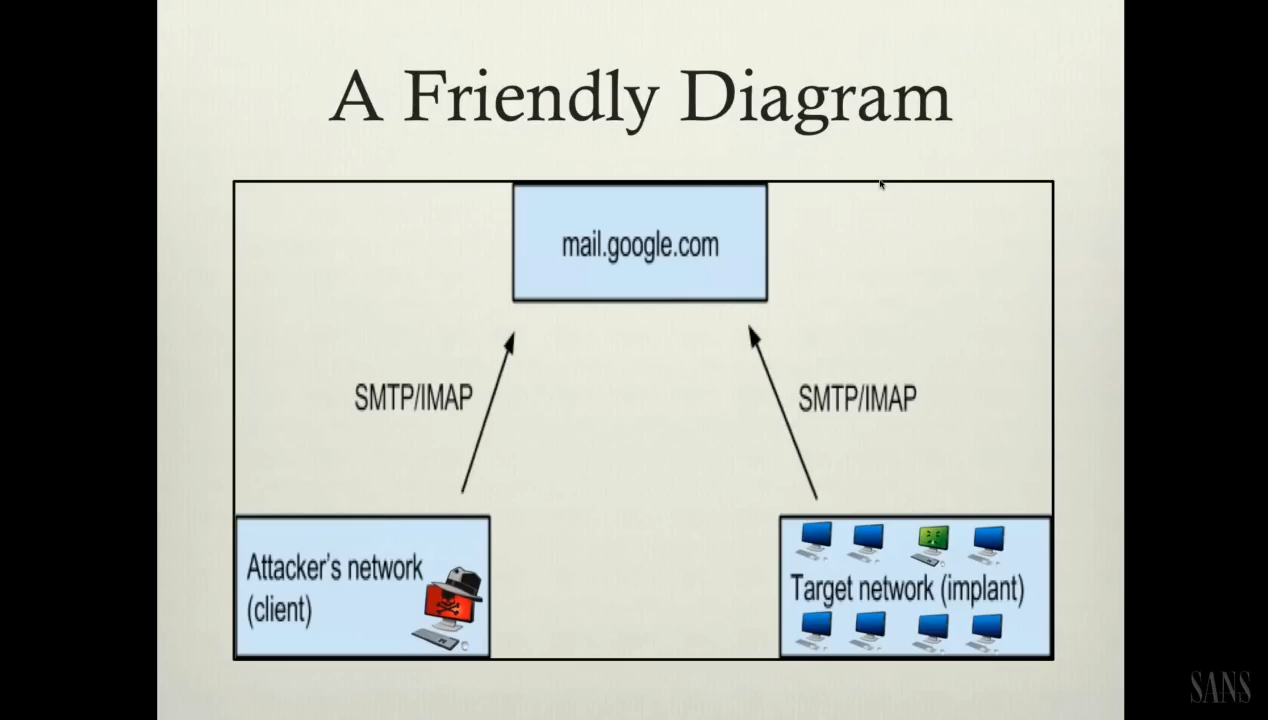 A Friendly Diagram
mail.google.com
SMTP/IMAP
SMTP/IMAP
Attacker's network
(client)
Target network (implant)
SANS